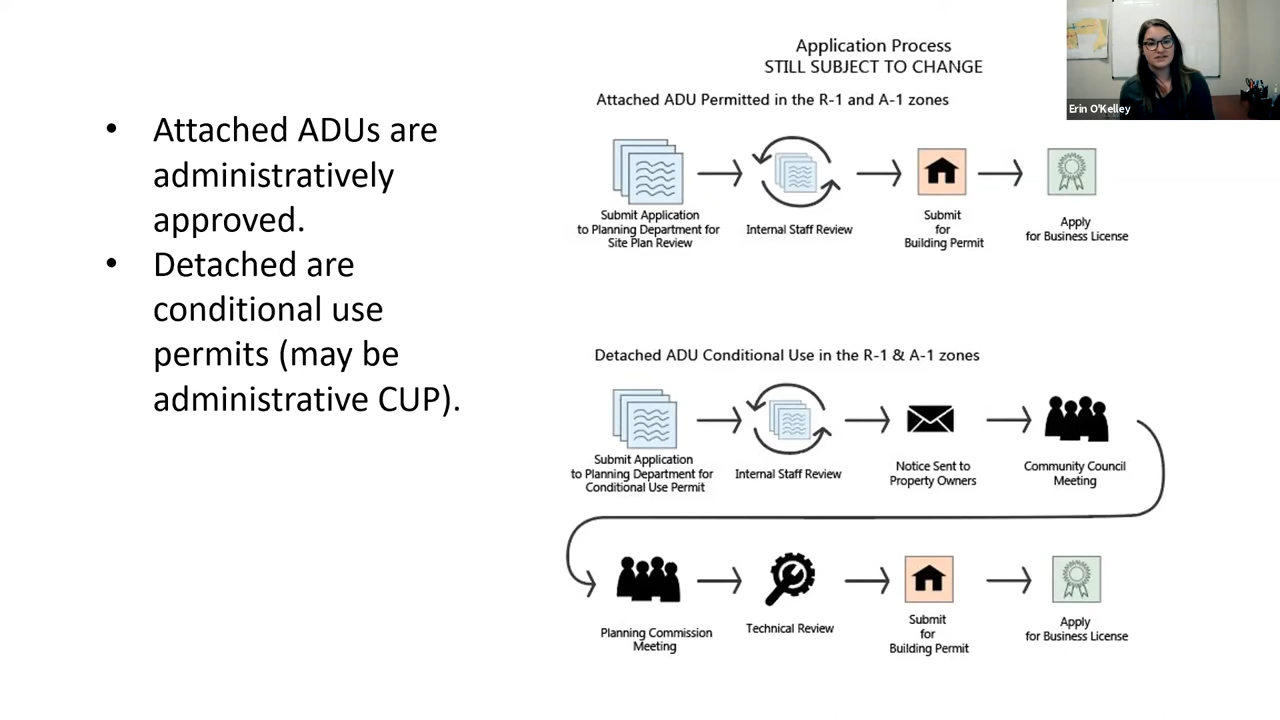 • Attached ADUs are
administratively
approved.
• Detached are
conditional use
permits (may be
administrative CUP).
Application Process
STILL SUBJECT TO CHANGE
Attached ADU Permitted in the R-1 and A-1 zones
Submit Application
to Planning Department for
Site Plan Review
Internal Staff Review
Submit
for
Building Permit
Apply
for Business License
Detached ADU Conditional Use in the R-1 & A-1 zones
Submit Application
to Planning Department for
Conditional Use Permit
Internal Staff Review
Notice Sent to
Property Owners
Community Council
Meeting
Planning Commission
Meeting
Technical Review
Submit
for
Building Permit
Apply
for Business License
Erin O'Kelley